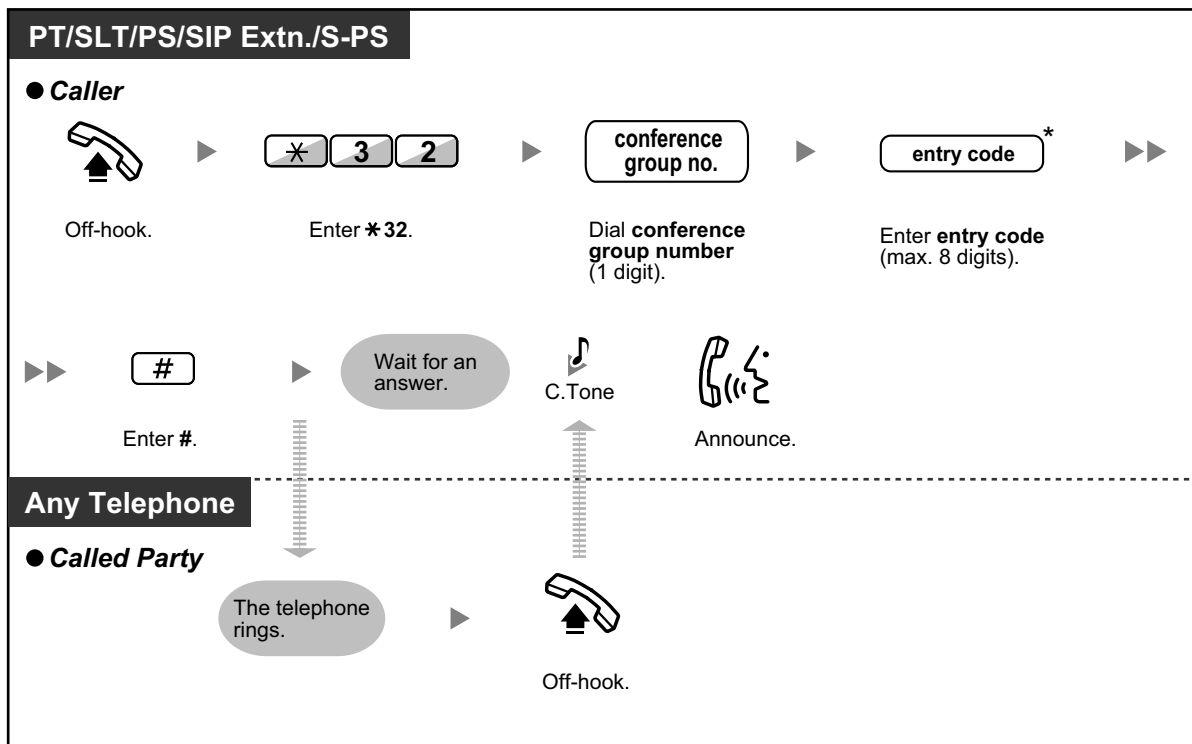 PT/SLT/PS/SIP Extn./S-PS
● Caller
✳ 3 2
conference
group no.
entry code *
Off-hook.
Enter ✳32.
Dial conference
group number
(1 digit).
Enter entry code
(max. 8 digits).
#
Wait for an
answer.
C.Tone
Enter #.
Announce.
Any Telephone
● Called Party
The telephone
rings.
Off-hook.